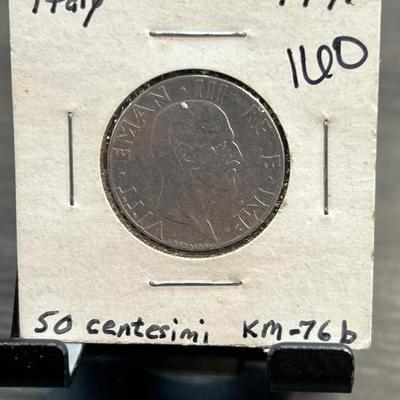 Italy
160
VITT·EMAN·III·RE·E·IMP·
50 centesimi KM-76b